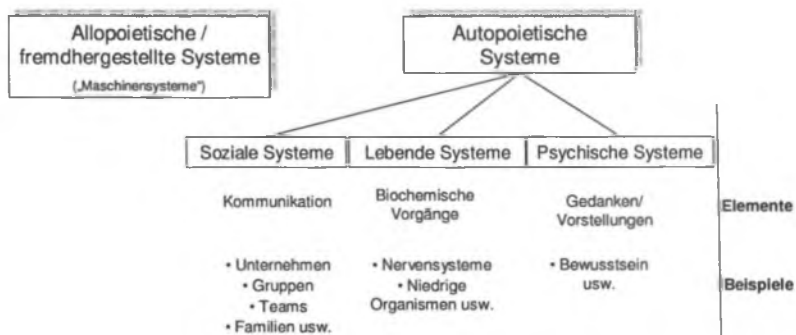 Allopoietische /
fremdhergestellte Systeme
(„Maschinensysteme“)
Autopoietische
Systeme
Soziale Systeme
Lebende Systeme
Psychische Systeme
Kommunikation
Biochemische
Vorgänge
Gedanken/
Vorstellungen
Elemente
• Unternehmen
• Gruppen
• Teams
• Familien usw.
• Nervensysteme
• Niedrige
Organismen usw.
• Bewusstsein
usw.
Beispiele